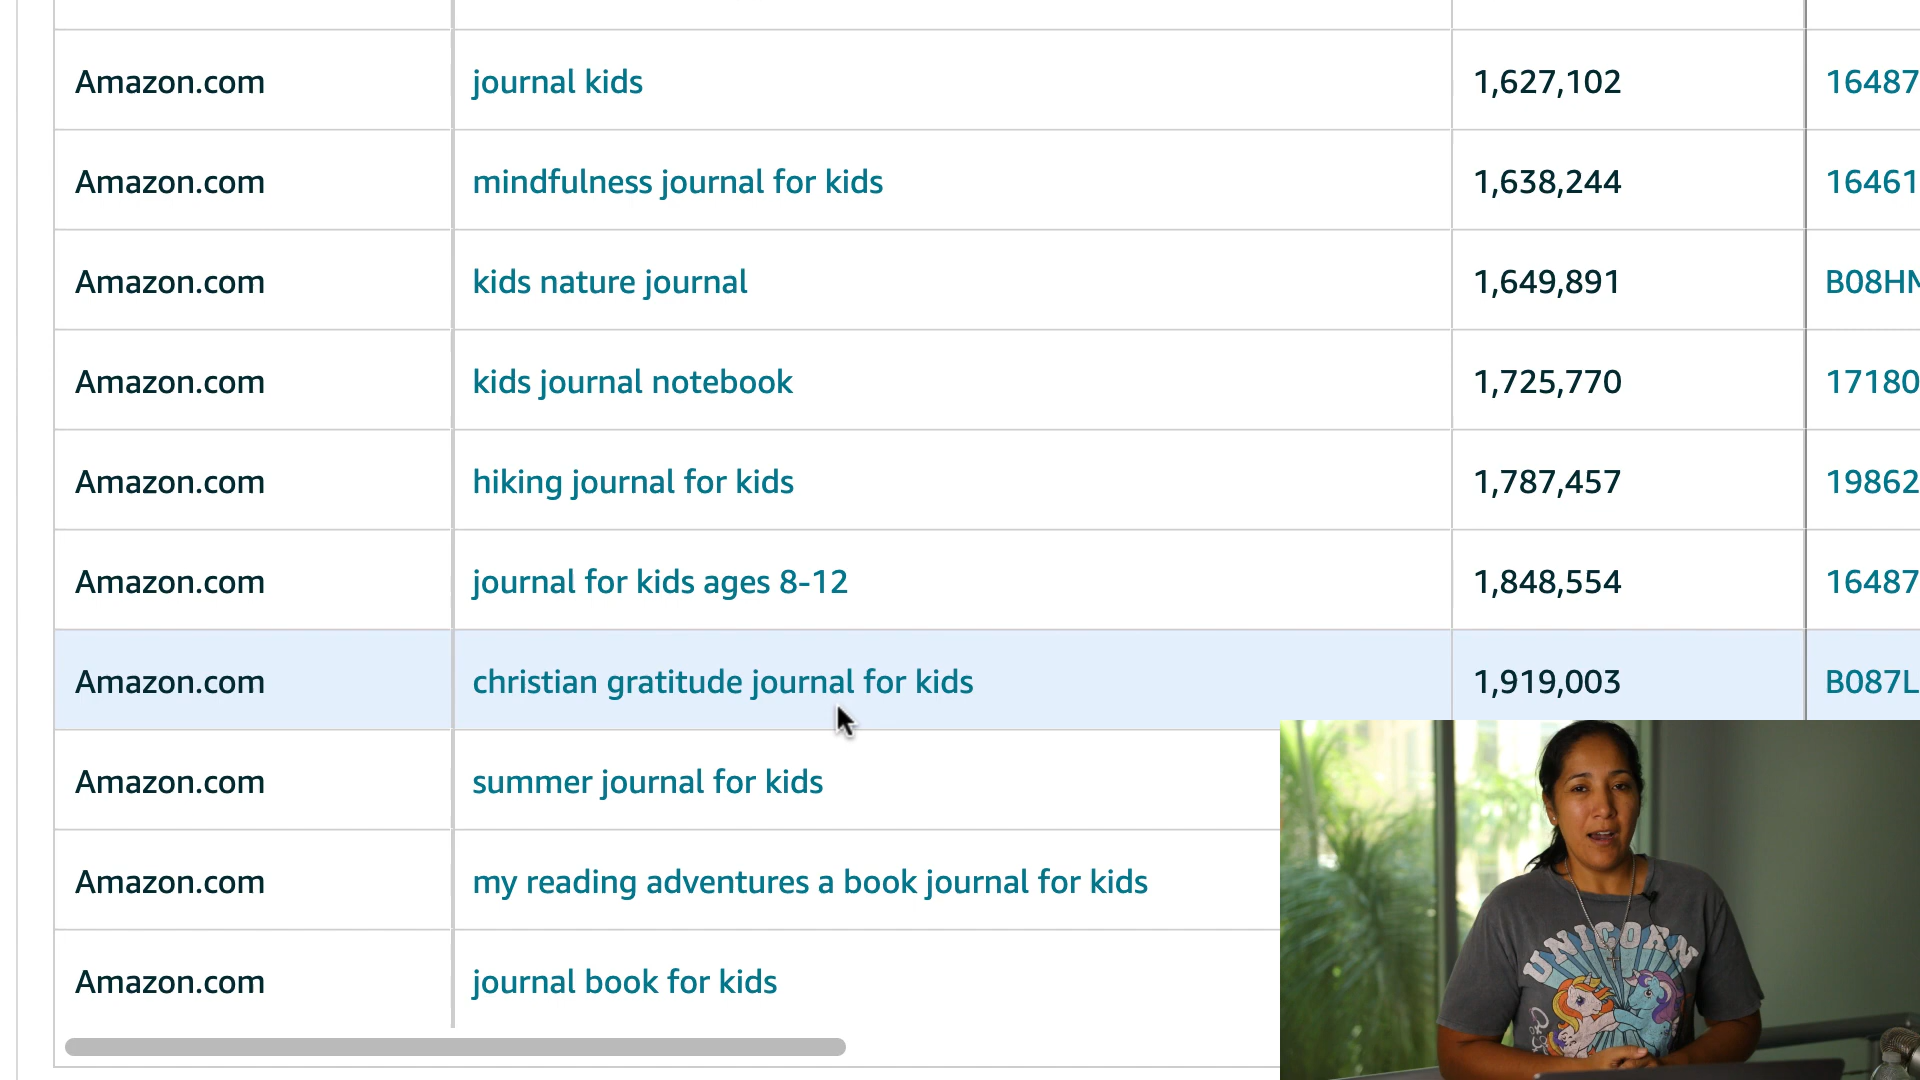 Amazon.com journal kids 1,627,102 16487
Amazon.com mindfulness journal for kids 1,638,244 16461
Amazon.com kids nature journal 1,649,891 B08HM
Amazon.com kids journal notebook 1,725,770 17180
Amazon.com hiking journal for kids 1,787,457 19862
Amazon.com journal for kids ages 8-12 1,848,554 16487
Amazon.com christian gratitude journal for kids 1,919,003 B087L
Amazon.com summer journal for kids
Amazon.com my reading adventures a book journal for kids
Amazon.com journal book for kids
UNICORN